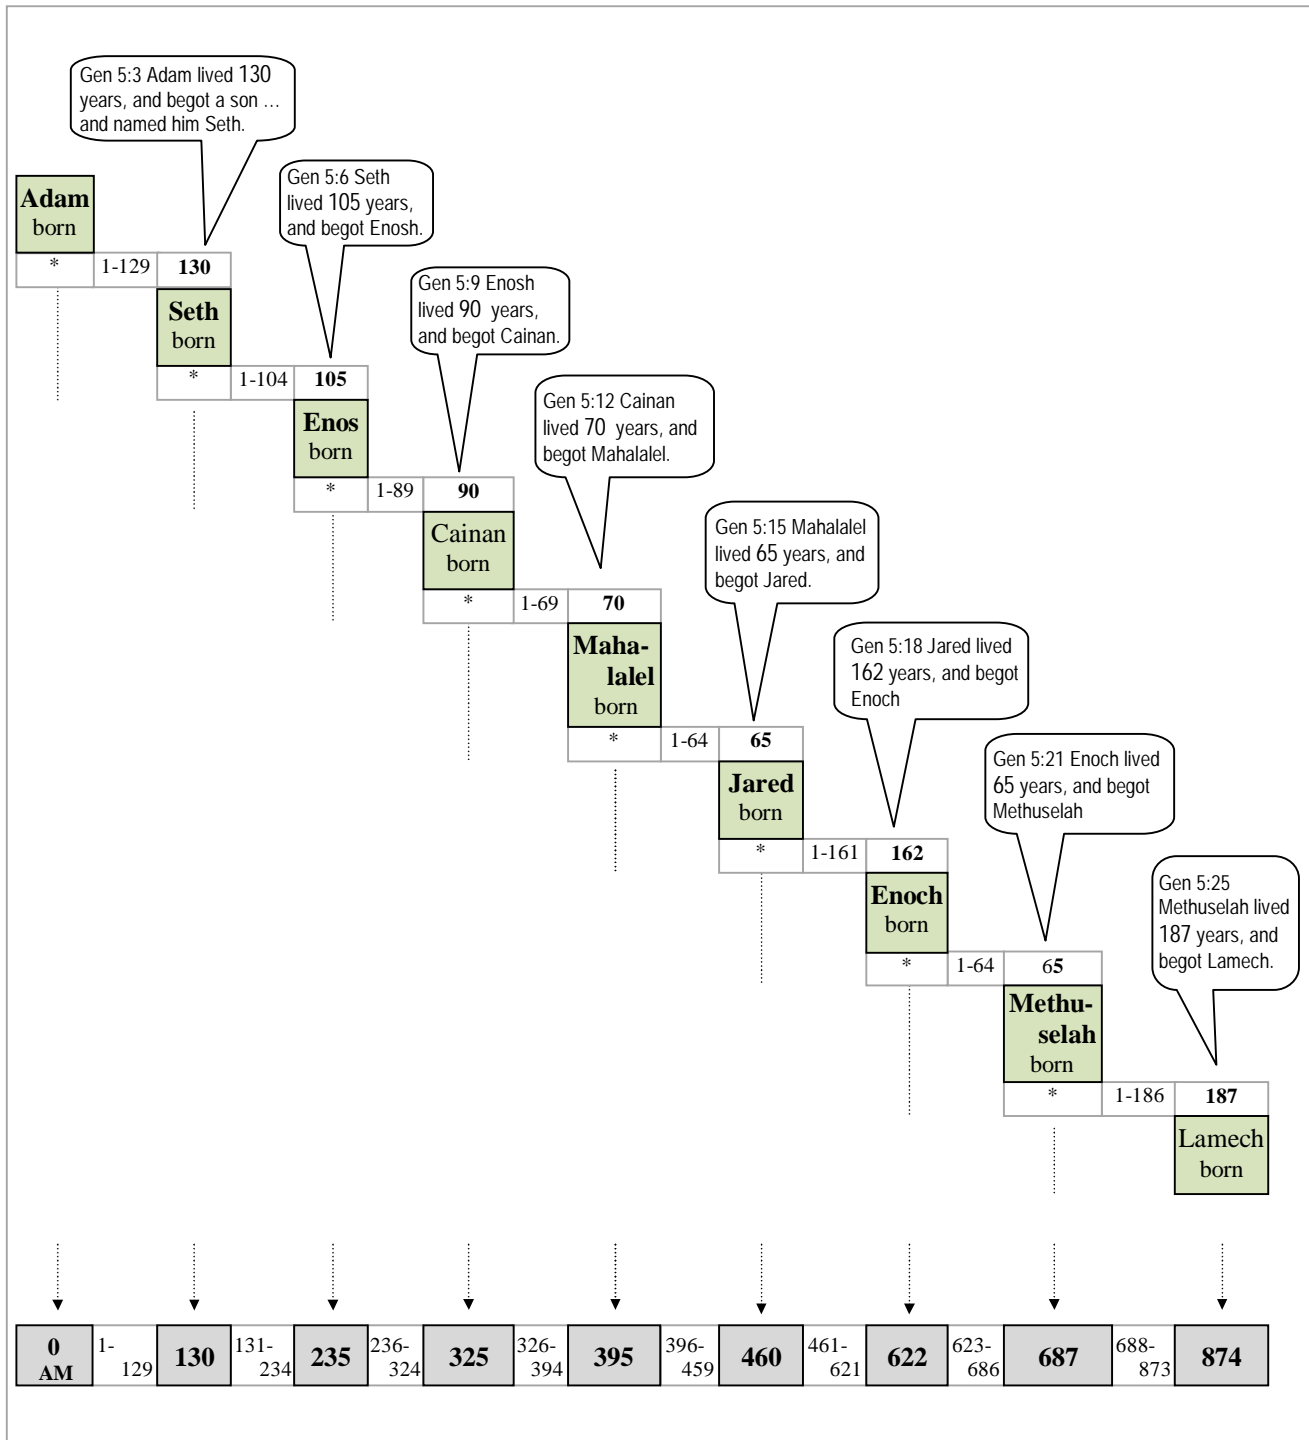 Gen 5:3 Adam lived 130
years, and begot a son ...
and named him Seth.
Adam
born
*
1-129
130
Gen 5:6 Seth
lived 105 years,
and begot Enosh.
Seth
born
*
1-104
105
Gen 5:9 Enosh
lived 90 years,
and begot Cainan.
Enos
born
*
1-89
90
Gen 5:12 Cainan
lived 70 years, and
begot Mahalalel.
Cainan
born
*
1-69
70
Gen 5:15 Mahalalel
lived 65 years, and
begot Jared.
Maha-
lalel
born
*
1-64
65
Gen 5:18 Jared lived
162 years, and begot
Enoch
Jared
born
*
1-161
162
Gen 5:21 Enoch lived
65 years, and begot
Methuselah
Enoch
born
*
1-64
65
Gen 5:25
Methuselah lived
187 years, and
begot Lamech.
Methu-
selah
born
*
1-186
187
Lamech
born
0
AM
1-
129
130
131-
234
235
236-
324
325
326-
394
395
396-
459
460
461-
621
622
623-
686
687
688-
873
874